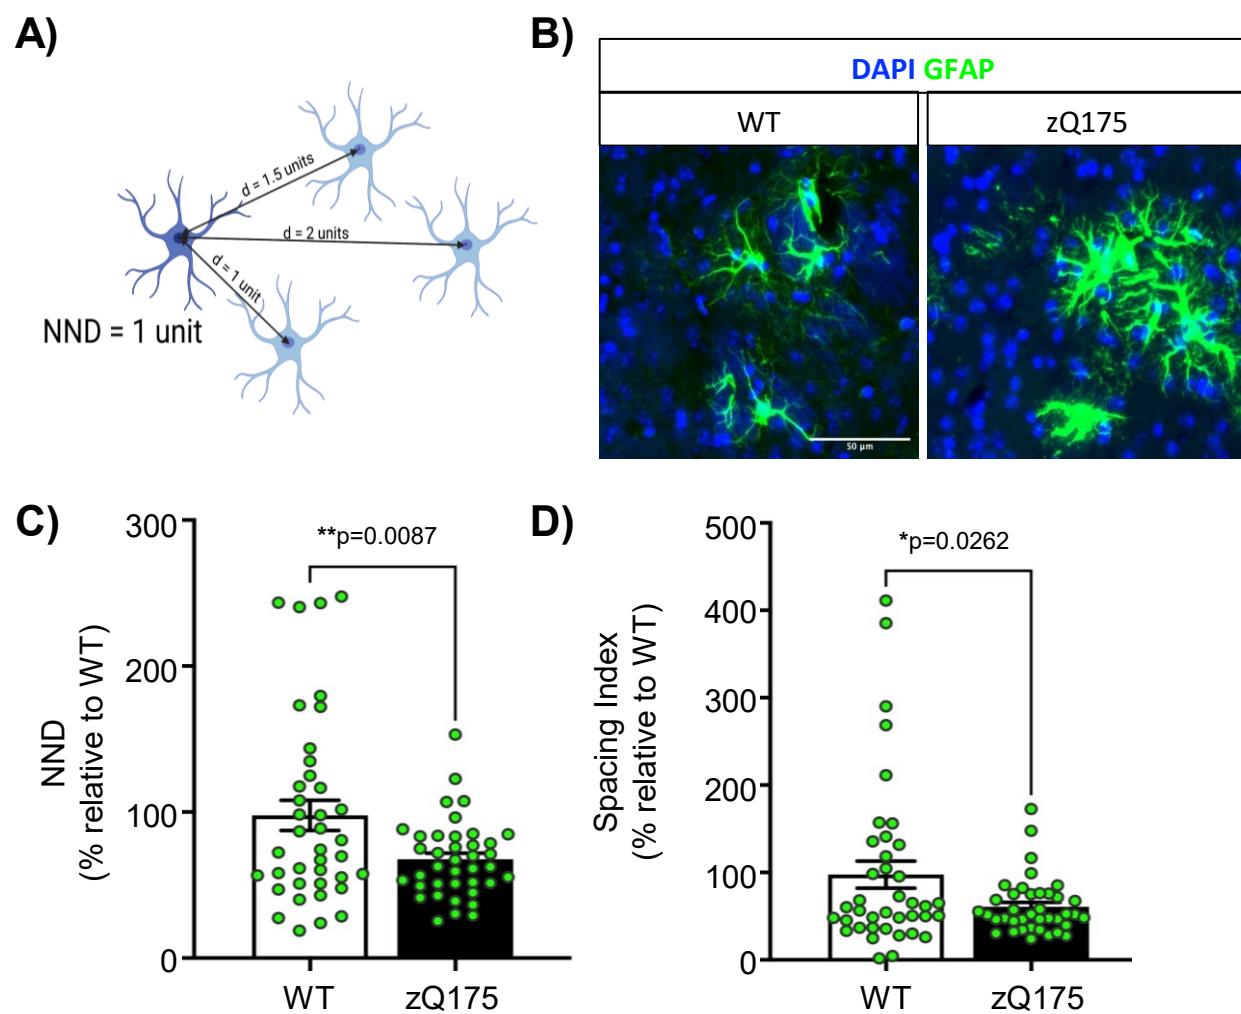 A)
d = 1.5 units
d = 2 units
d = 1 unit
NND = 1 unit
B)
DAPI GFAP
WT
zQ175
50 µm
C)
NND
(% relative to WT)
300
200
100
0
**p=0.0087
WT
zQ175
D)
Spacing Index
(% relative to WT)
500
400
300
200
100
0
*p=0.0262
WT
zQ175